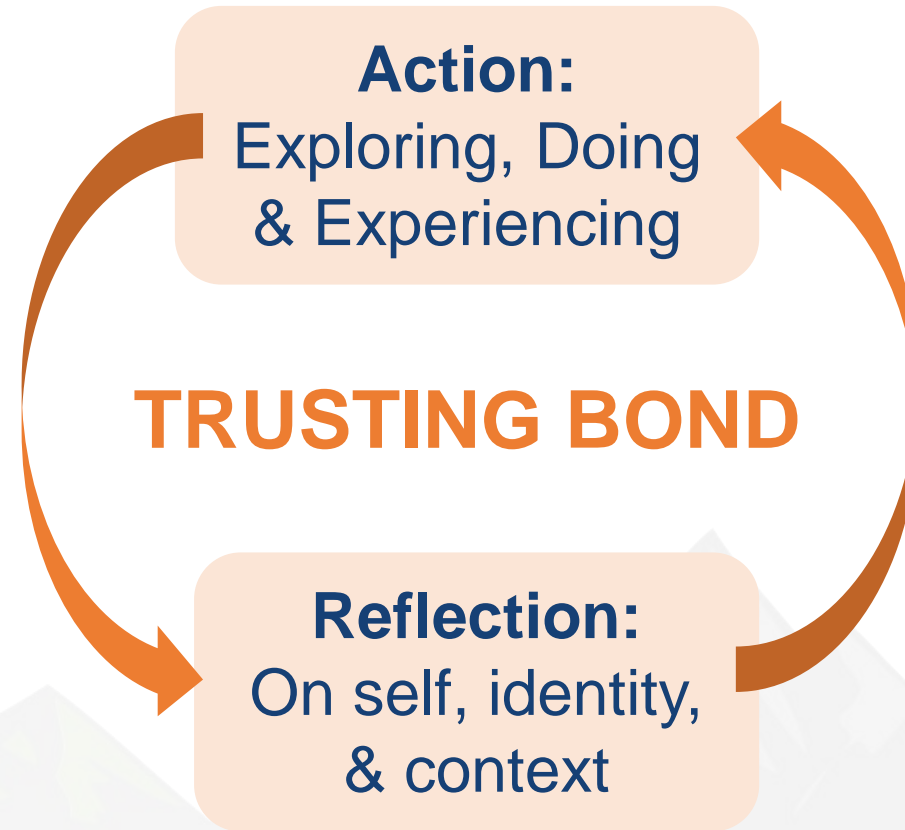 Action:
Exploring, Doing
& Experiencing
TRUSTING BOND
Reflection:
On self, identity,
& context